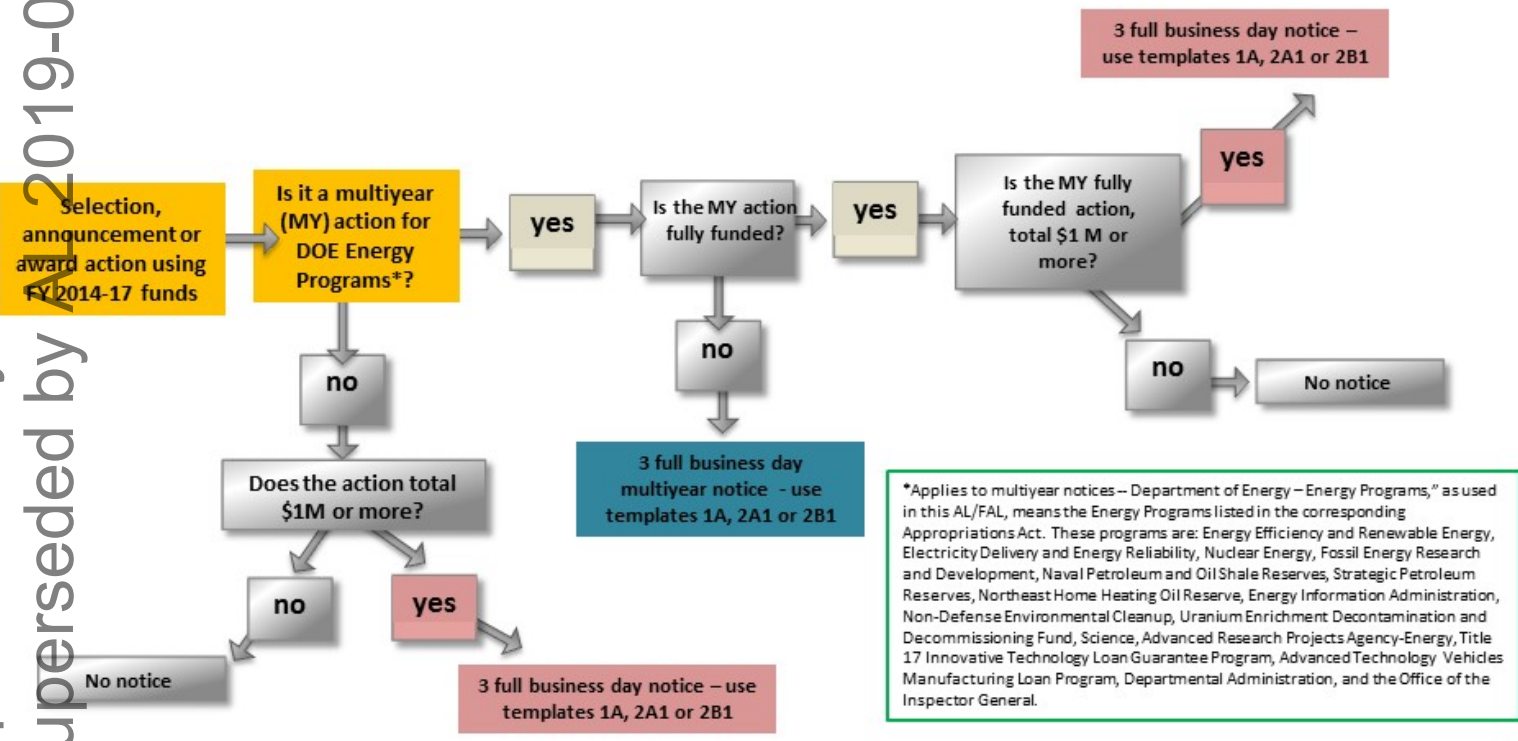 Superseded by AL 2019-0
Selection,
announcement or
award action using
FY 2014-17 funds
Is it a multiyear
(MY) action for
DOE Energy
Programs*?
yes
Is the MY action
fully funded?
yes
Is the MY fully
funded action,
total $1 M or
more?
yes
3 full business day notice –
use templates 1A, 2A1 or 2B1
no
No notice
no
3 full business day
multiyear notice - use
templates 1A, 2A1 or 2B1
no
Does the action total
$1M or more?
no
No notice
yes
3 full business day notice – use
templates 1A, 2A1 or 2B1
*Applies to multiyear notices-- Department of Energy – Energy Programs,” as used
in this AL/FAL, means the Energy Programs listed in the corresponding
Appropriations Act. These programs are: Energy Efficiency and Renewable Energy,
Electricity Delivery and Energy Reliability, Nuclear Energy, Fossil Energy Research
and Development, Naval Petroleum and Oil Shale Reserves, Strategic Petroleum
Reserves, Northeast Home Heating Oil Reserve, Energy Information Administration,
Non-Defense Environmental Cleanup, Uranium Enrichment Decontamination and
Decommissioning Fund, Science, Advanced Research Projects Agency-Energy, Title
17 Innovative Technology Loan Guarantee Program, Advanced Technology Vehicles
Manufacturing Loan Program, Departmental Administration, and the Office of the
Inspector General.